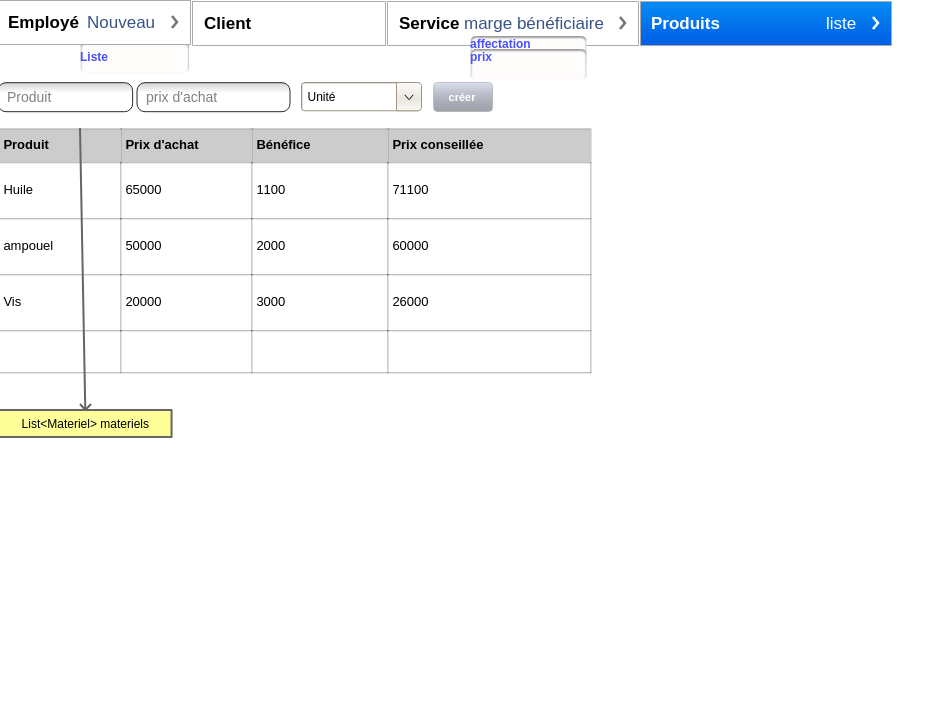 Employé Nouveau
Client
Service marge bénéficiaire
Produits liste
Liste
affectation
prix
Produit
prix d'achat
Unité
créer
Produit Prix d'achat Bénéfice Prix conseillée
Huile 65000 1100 71100
ampouel 50000 2000 60000
Vis 20000 3000 26000
List<Materiel> materiels